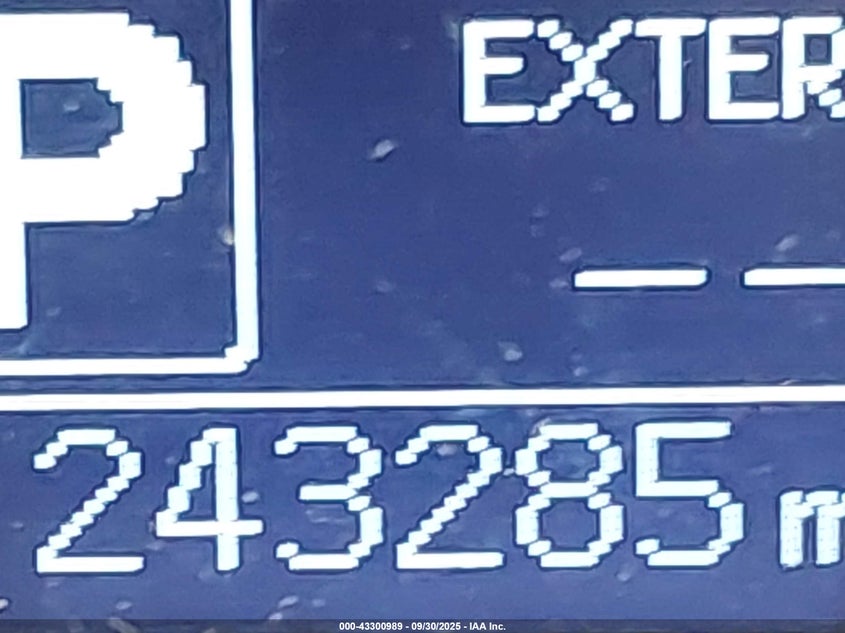 P
EXTER
— —
243285 m
000-43300989 - 09/30/2025 - IAA Inc.